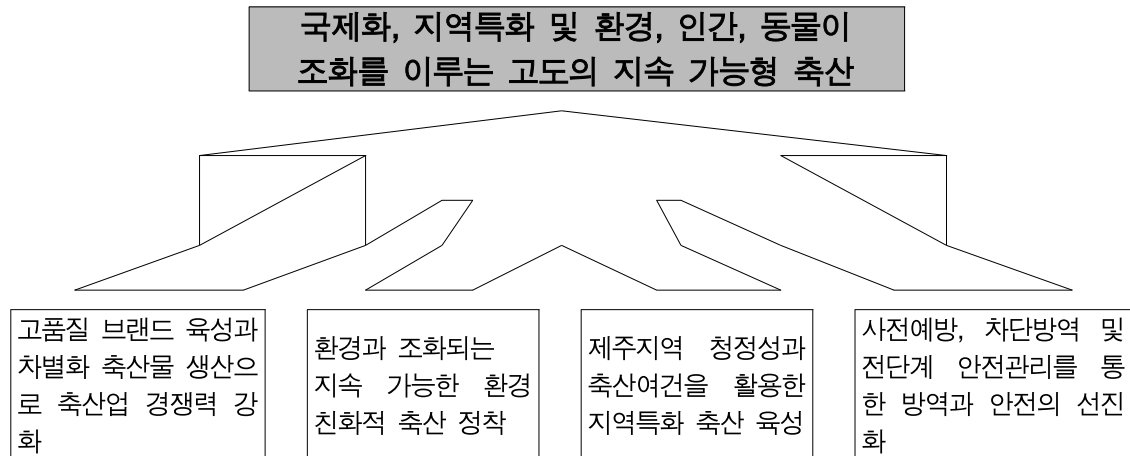 국제화, 지역특화 및 환경, 인간, 동물이
조화를 이루는 고도의 지속 가능형 축산
고품질 브랜드 육성과
차별화 축산물 생산으
로 축산업 경쟁력 강
화
환경과 조화되는
지속 가능한 환경
친화적 축산 정착
제주지역 청정성과
축산여건을 활용한
지역특화 축산 육성
사전예방, 차단방역 및
전단계 안전관리를 통
한 방역과 안전의 선진
화